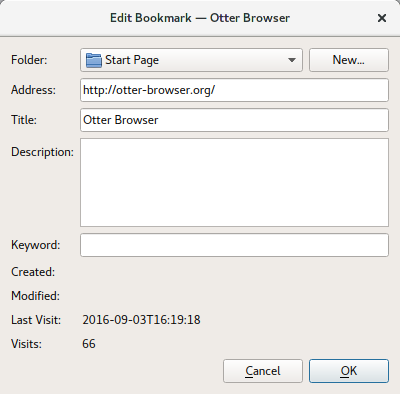 Edit Bookmark — Otter Browser
Folder: Start Page New...
Address: http://otter-browser.org/
Title: Otter Browser
Description:
Keyword:
Created:
Modified:
Last Visit: 2016-09-03T16:19:18
Visits: 66
Cancel OK